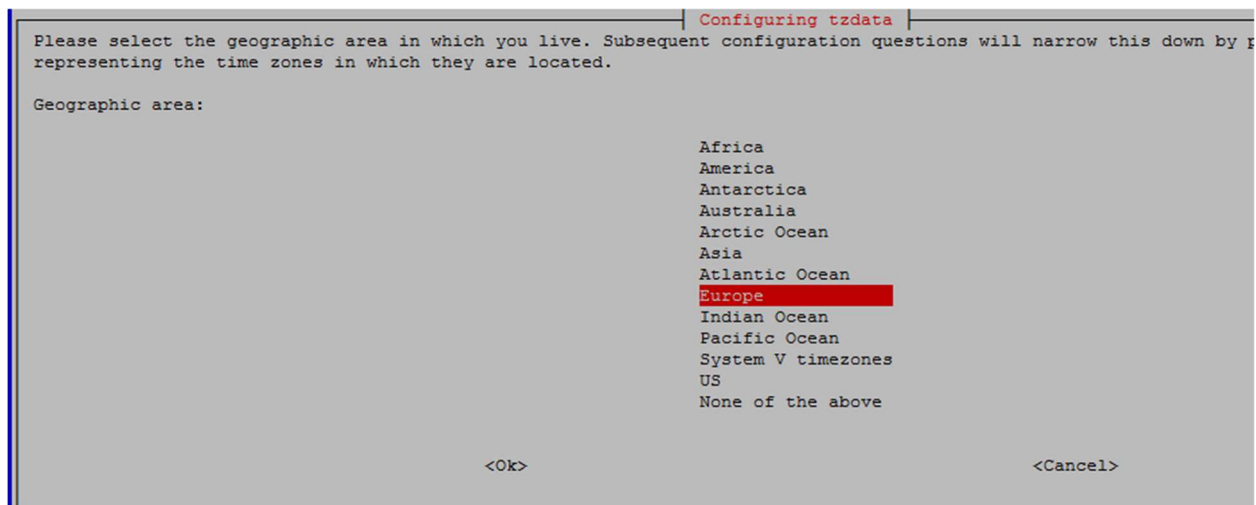 Configuring tzdata
Please select the geographic area in which you live. Subsequent configuration questions will narrow this down by
representing the time zones in which they are located.
Geographic area:
Africa
America
Antarctica
Australia
Arctic Ocean
Asia
Atlantic Ocean
Europe
Indian Ocean
Pacific Ocean
System V timezones
US
None of the above
<Ok> <Cancel>